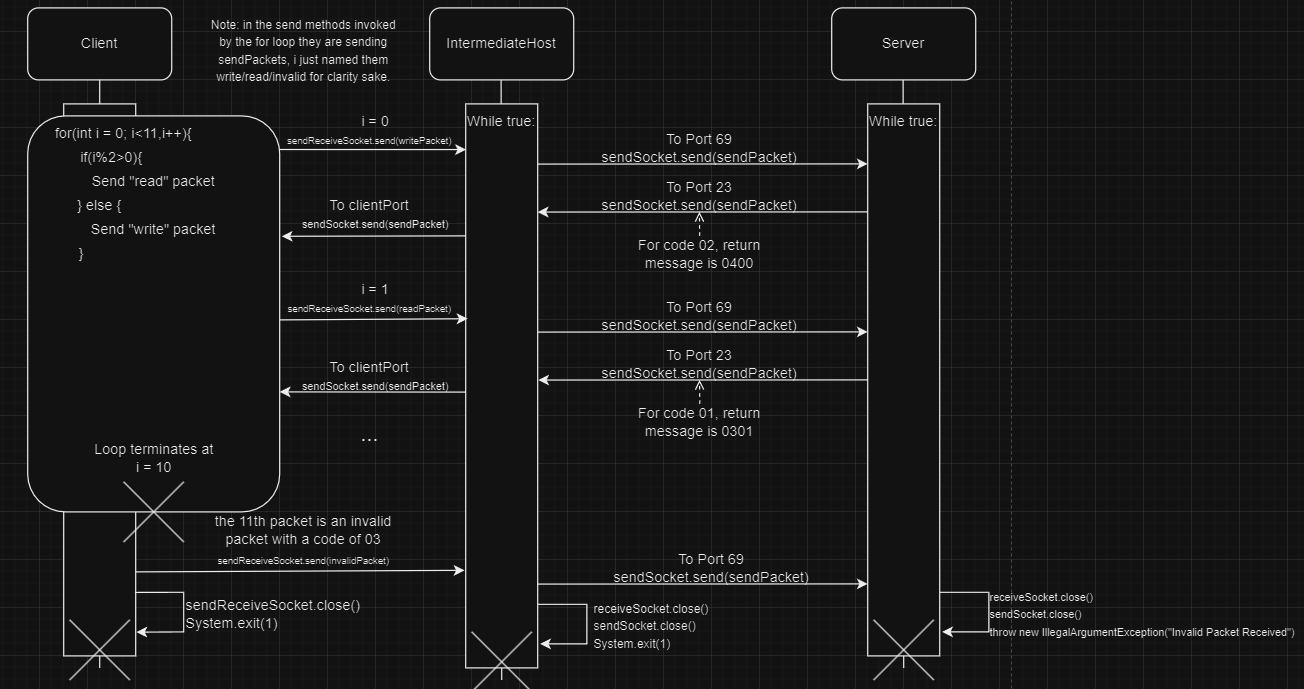 Client
Note: in the send methods invoked
by the for loop they are sending
sendPackets, i just named them
write/read/invalid for clarity sake.
IntermediateHost
Server
for(int i = 0; i<11,i++){
if(i%2>0){
Send "read" packet
} else {
Send "write" packet
}
Loop terminates at
i = 10
i = 0
sendReceiveSocket.send(writePacket)
While true:
To Port 69
sendSocket.send(sendPacket)
While true:
To Port 23
sendSocket.send(sendPacket)
For code 02, return
message is 0400
To clientPort
sendSocket.send(sendPacket)
i = 1
sendReceiveSocket.send(readPacket)
To Port 69
sendSocket.send(sendPacket)
To Port 23
sendSocket.send(sendPacket)
For code 01, return
message is 0301
To clientPort
sendSocket.send(sendPacket)
...
the 11th packet is an invalid
packet with a code of 03
sendReceiveSocket.send(invalidPacket)
To Port 69
sendSocket.send(sendPacket)
sendReceiveSocket.close()
System.exit(1)
receiveSocket.close()
sendSocket.close()
System.exit(1)
receiveSocket.close()
sendSocket.close()
throw new IllegalArgumentException("Invalid Packet Received")